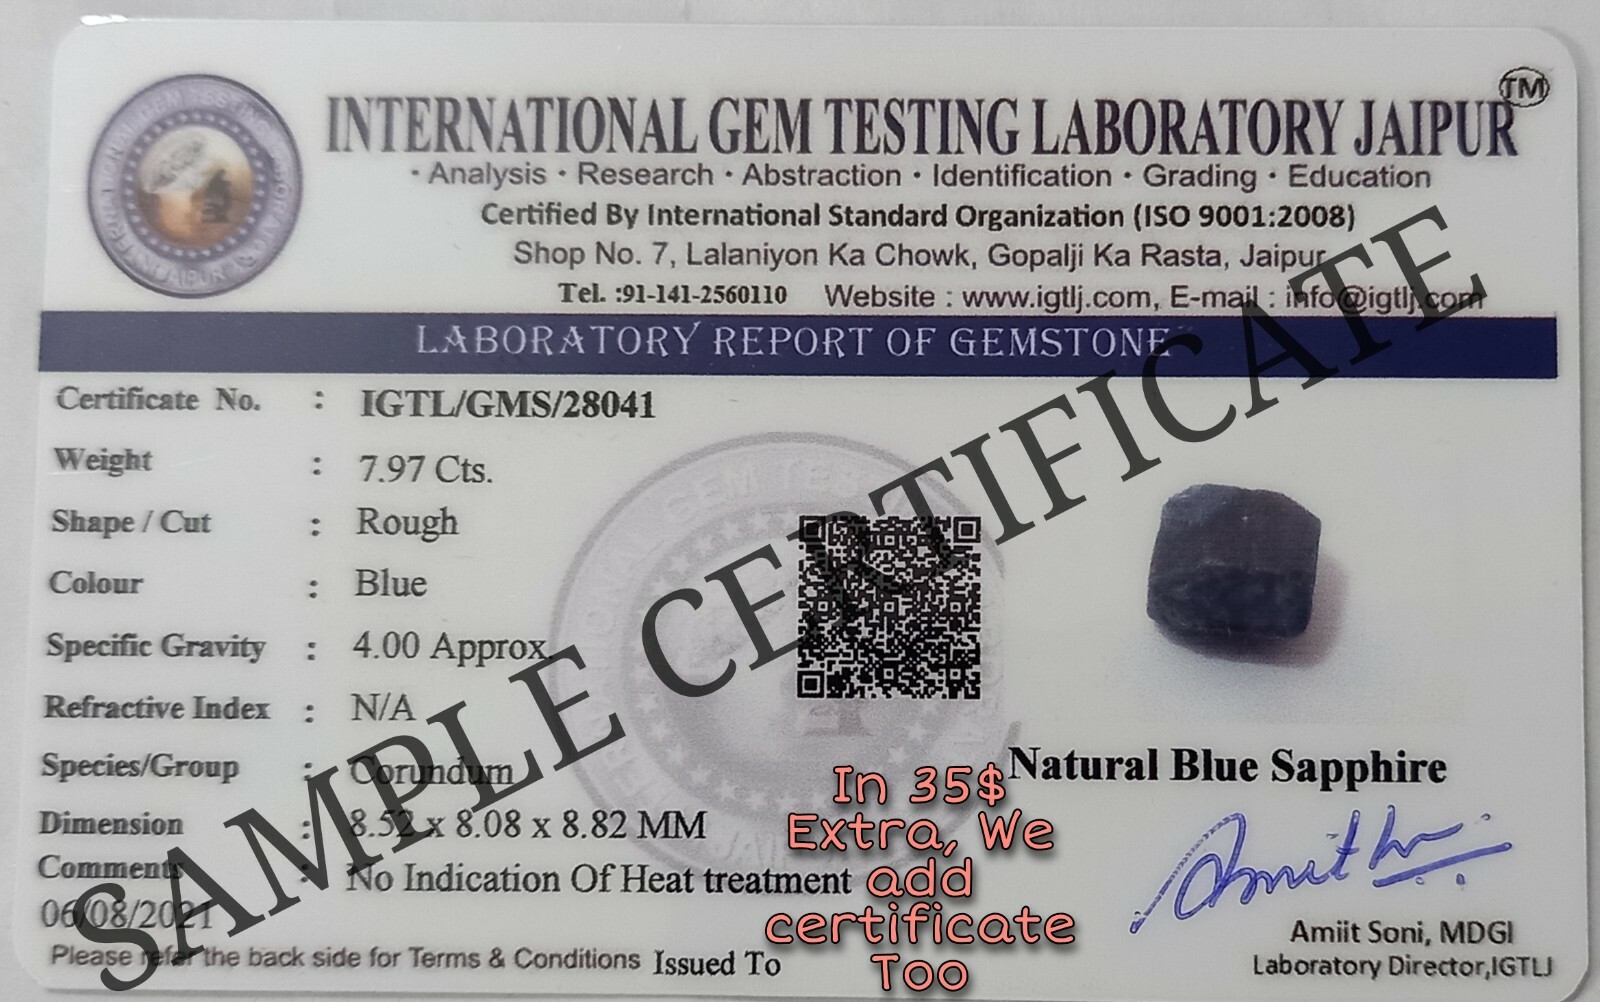 INTERNATIONAL GEM TESTING LABORATORY JAIPUR TM
· Analysis · Research · Abstraction · Identification · Grading · Education
Certified By International Standard Organization (ISO 9001:2008)
Shop No. 7, Lalaniyon Ka Chowk, Gopalji Ka Rasta, Jaipur
Tel. :91-141-2560110 Website : www.igtlj.com, E-mail : info@igtlj.com
LABORATORY REPORT OF GEMSTONE
Certificate No. : IGTL/GMS/28041
Weight : 7.97 Cts.
Shape / Cut : Rough
Colour : Blue
Specific Gravity : 4.00 Approx.
Refractive Index : N/A
Species/Group : Corundum
Dimension : 8.52 x 8.08 x 8.82 MM
Comments : No Indication Of Heat treatment
06/08/2021
Please refer the back side for Terms & Conditions Issued To
Natural Blue Sapphire
Amiit Soni, MDGI
Laboratory Director,IGTLJ
SAMPLE CERTIFICATE
In 35$
Extra, We
add
certificate
Too